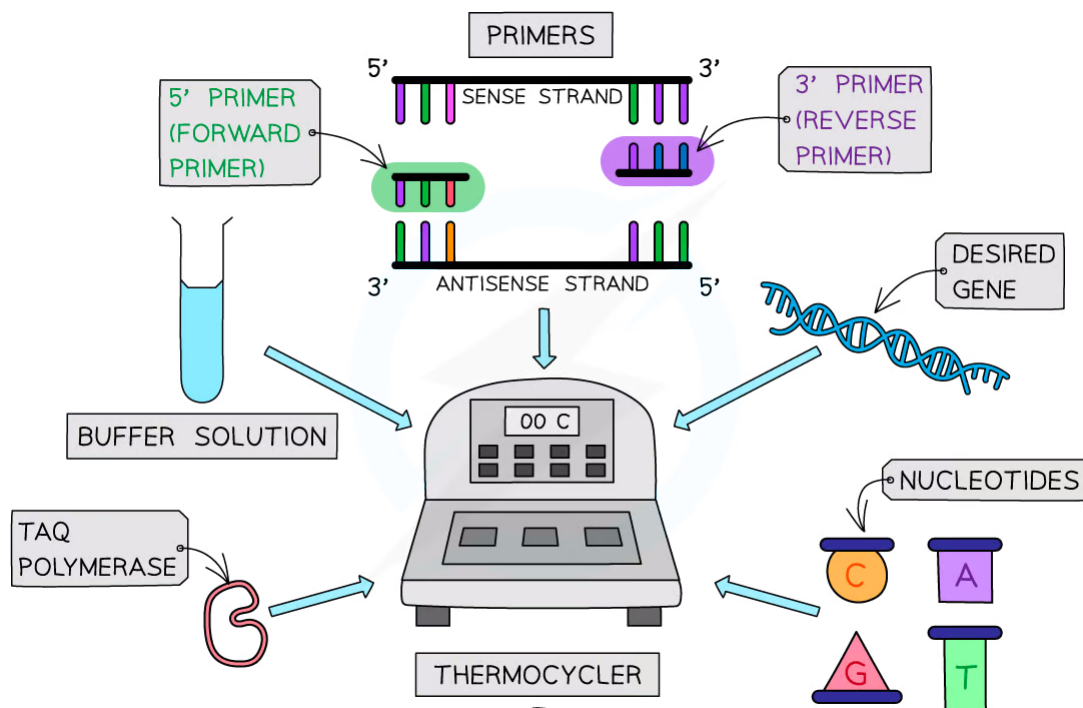 PRIMERS
5’
3’
SENSE STRAND
5’ PRIMER
(FORWARD
PRIMER)
3’ PRIMER
(REVERSE
PRIMER)
3’
ANTISENSE STRAND
5’
DESIRED
GENE
BUFFER SOLUTION
00 C
NUCLEOTIDES
TAQ
POLYMERASE
C
A
G
T
THERMOCYCLER